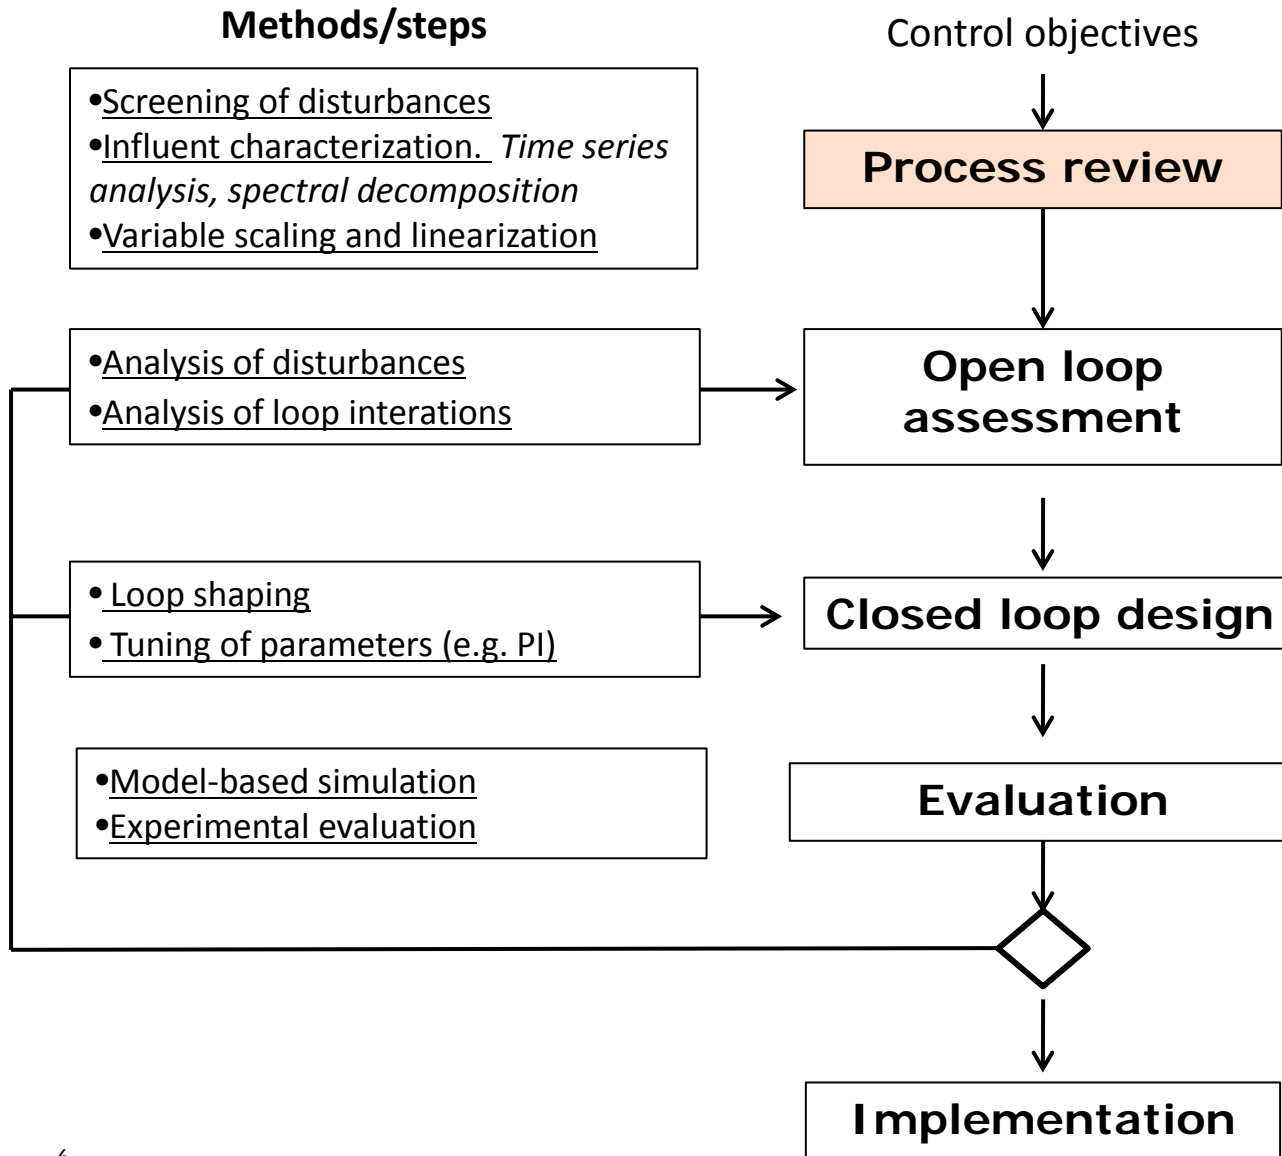 Methods/steps
Control objectives
•Screening of disturbances
•Influent characterization. Time series
analysis, spectral decomposition
•Variable scaling and linearization
Process review
•Analysis of disturbances
•Analysis of loop interations
Open loop
assessment
• Loop shaping
• Tuning of parameters (e.g. PI)
Closed loop design
•Model-based simulation
•Experimental evaluation
Evaluation
Implementation